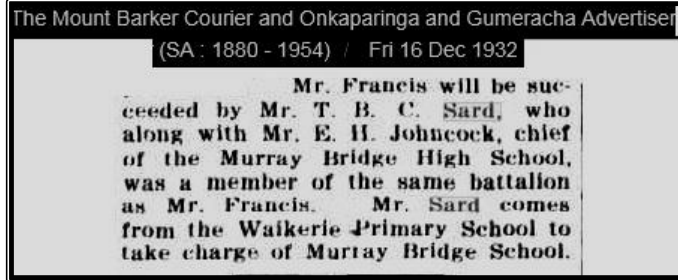 The Mount Barker Courier and Onkaparinga and Gumeracha Advertiser
(SA : 1880 - 1954) / Fri 16 Dec 1932
Mr. Francis will be suc-
ceeded by Mr. T. B. C. Sard, who
along with Mr. E. H. Johncock, chief
of the Murray Bridge High School,
was a member of the same battalion
as Mr. Francis. Mr. Sard comes
from the Waikerie Primary School to
take charge of Murray Bridge School.